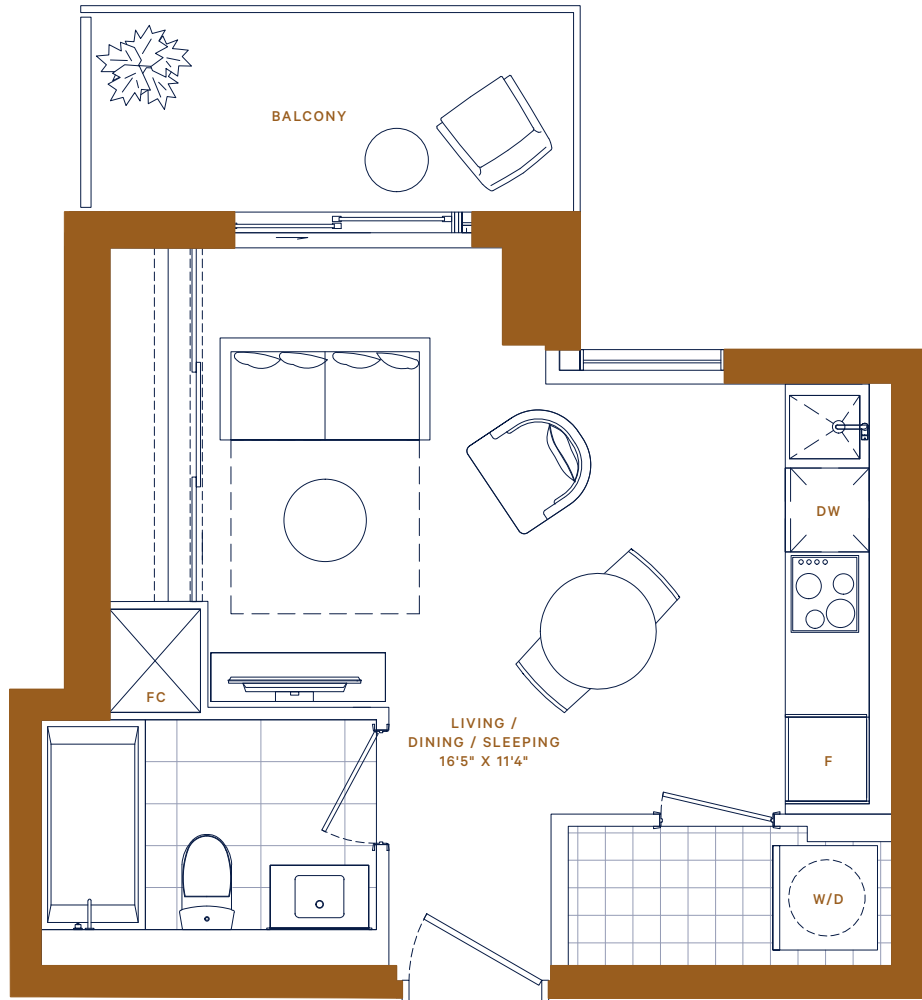 BALCONY
DW
FC
LIVING /
DINING / SLEEPING
16'5" X 11'4"
F
W/D